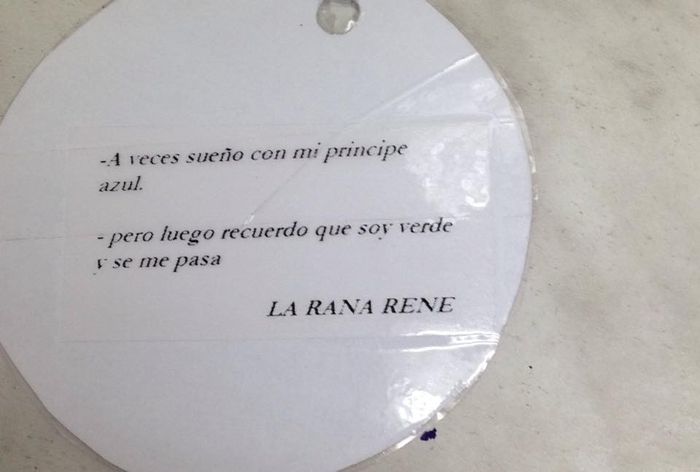 -A veces sueño con mi principe
azul.
- pero luego recuerdo que soy verde
y se me pasa
LA RANA RENE